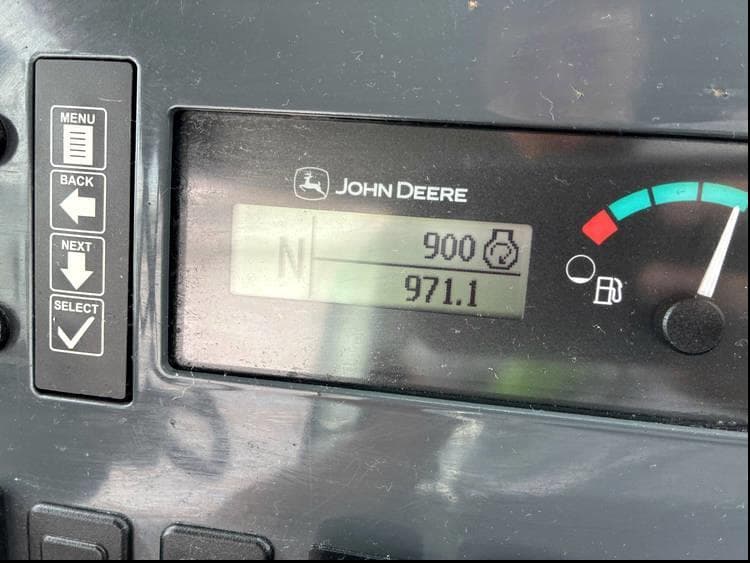 MENU
BACK
NEXT
SELECT
JOHN DEERE
N
900
971.1